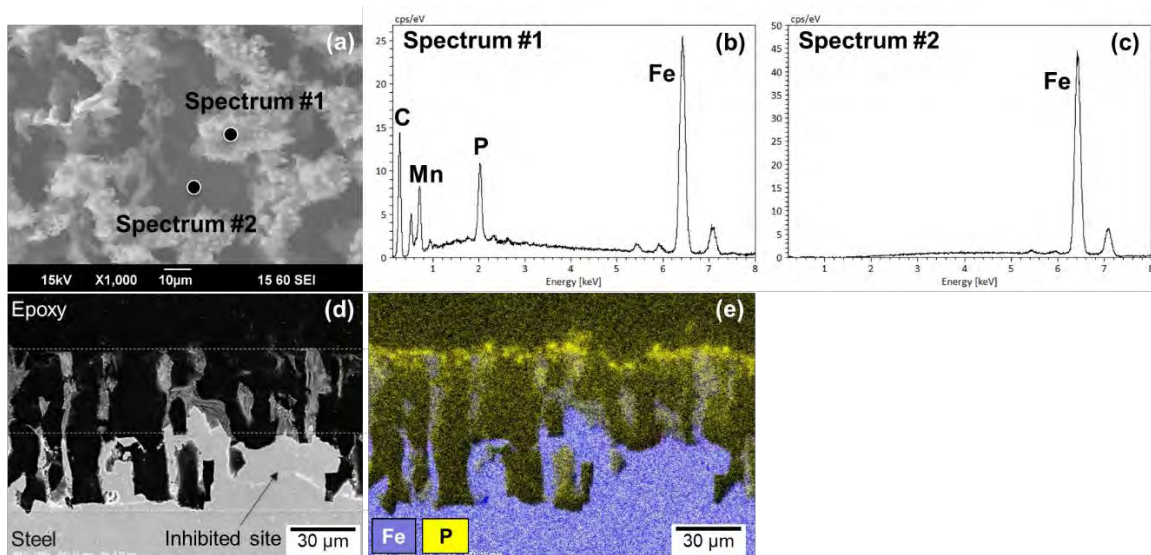 (a)
Spectrum #1
Spectrum #2
15kV X1,000 10µm 15 60 SEI
cps/eV
Spectrum #1 (b)
Fe
C
Mn
P
25
20
15
10
5
0
1 2 3 4 5 6 7 8
Energy [keV]
cps/eV
Spectrum #2 (c)
Fe
50
45
40
35
30
25
20
15
10
5
0
1 2 3 4 5 6 7 8
Energy [keV]
Epoxy (d)
Steel
Inhibited site
30 µm
(e)
Fe P
30 µm